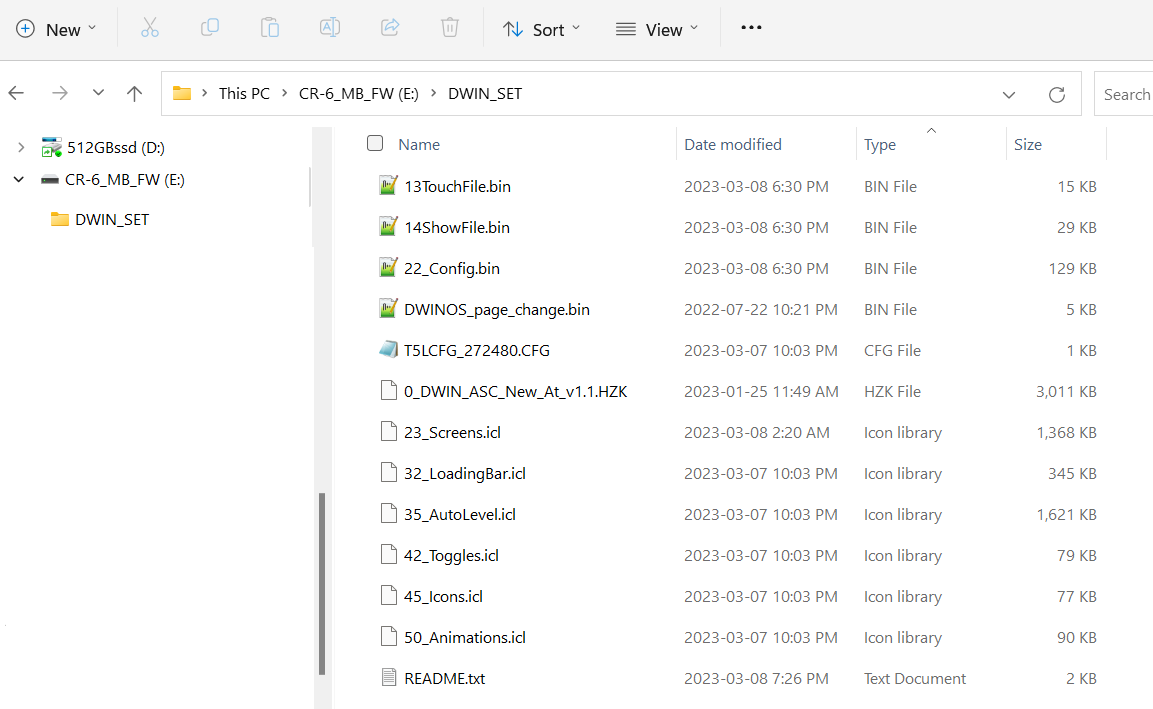 New Sort View
This PC CR-6_MB_FW (E:) DWIN_SET Search
512GBssd (D:)
CR-6_MB_FW (E:)
DWIN_SET
Name Date modified Type Size
13TouchFile.bin 2023-03-08 6:30 PM BIN File 15 KB
14ShowFile.bin 2023-03-08 6:30 PM BIN File 29 KB
22_Config.bin 2023-03-08 6:30 PM BIN File 129 KB
DWINOS_page_change.bin 2022-07-22 10:21 PM BIN File 5 KB
T5LCFG_272480.CFG 2023-03-07 10:03 PM CFG File 1 KB
0_DWIN_ASC_New_At_v1.1.HZK 2023-01-25 11:49 AM HZK File 3,011 KB
23_Screens.icl 2023-03-08 2:20 AM Icon library 1,368 KB
32_LoadingBar.icl 2023-03-07 10:03 PM Icon library 345 KB
35_AutoLevel.icl 2023-03-07 10:03 PM Icon library 1,621 KB
42_Toggles.icl 2023-03-07 10:03 PM Icon library 79 KB
45_Icons.icl 2023-03-07 10:03 PM Icon library 77 KB
50_Animations.icl 2023-03-07 10:03 PM Icon library 90 KB
README.txt 2023-03-08 7:26 PM Text Document 2 KB